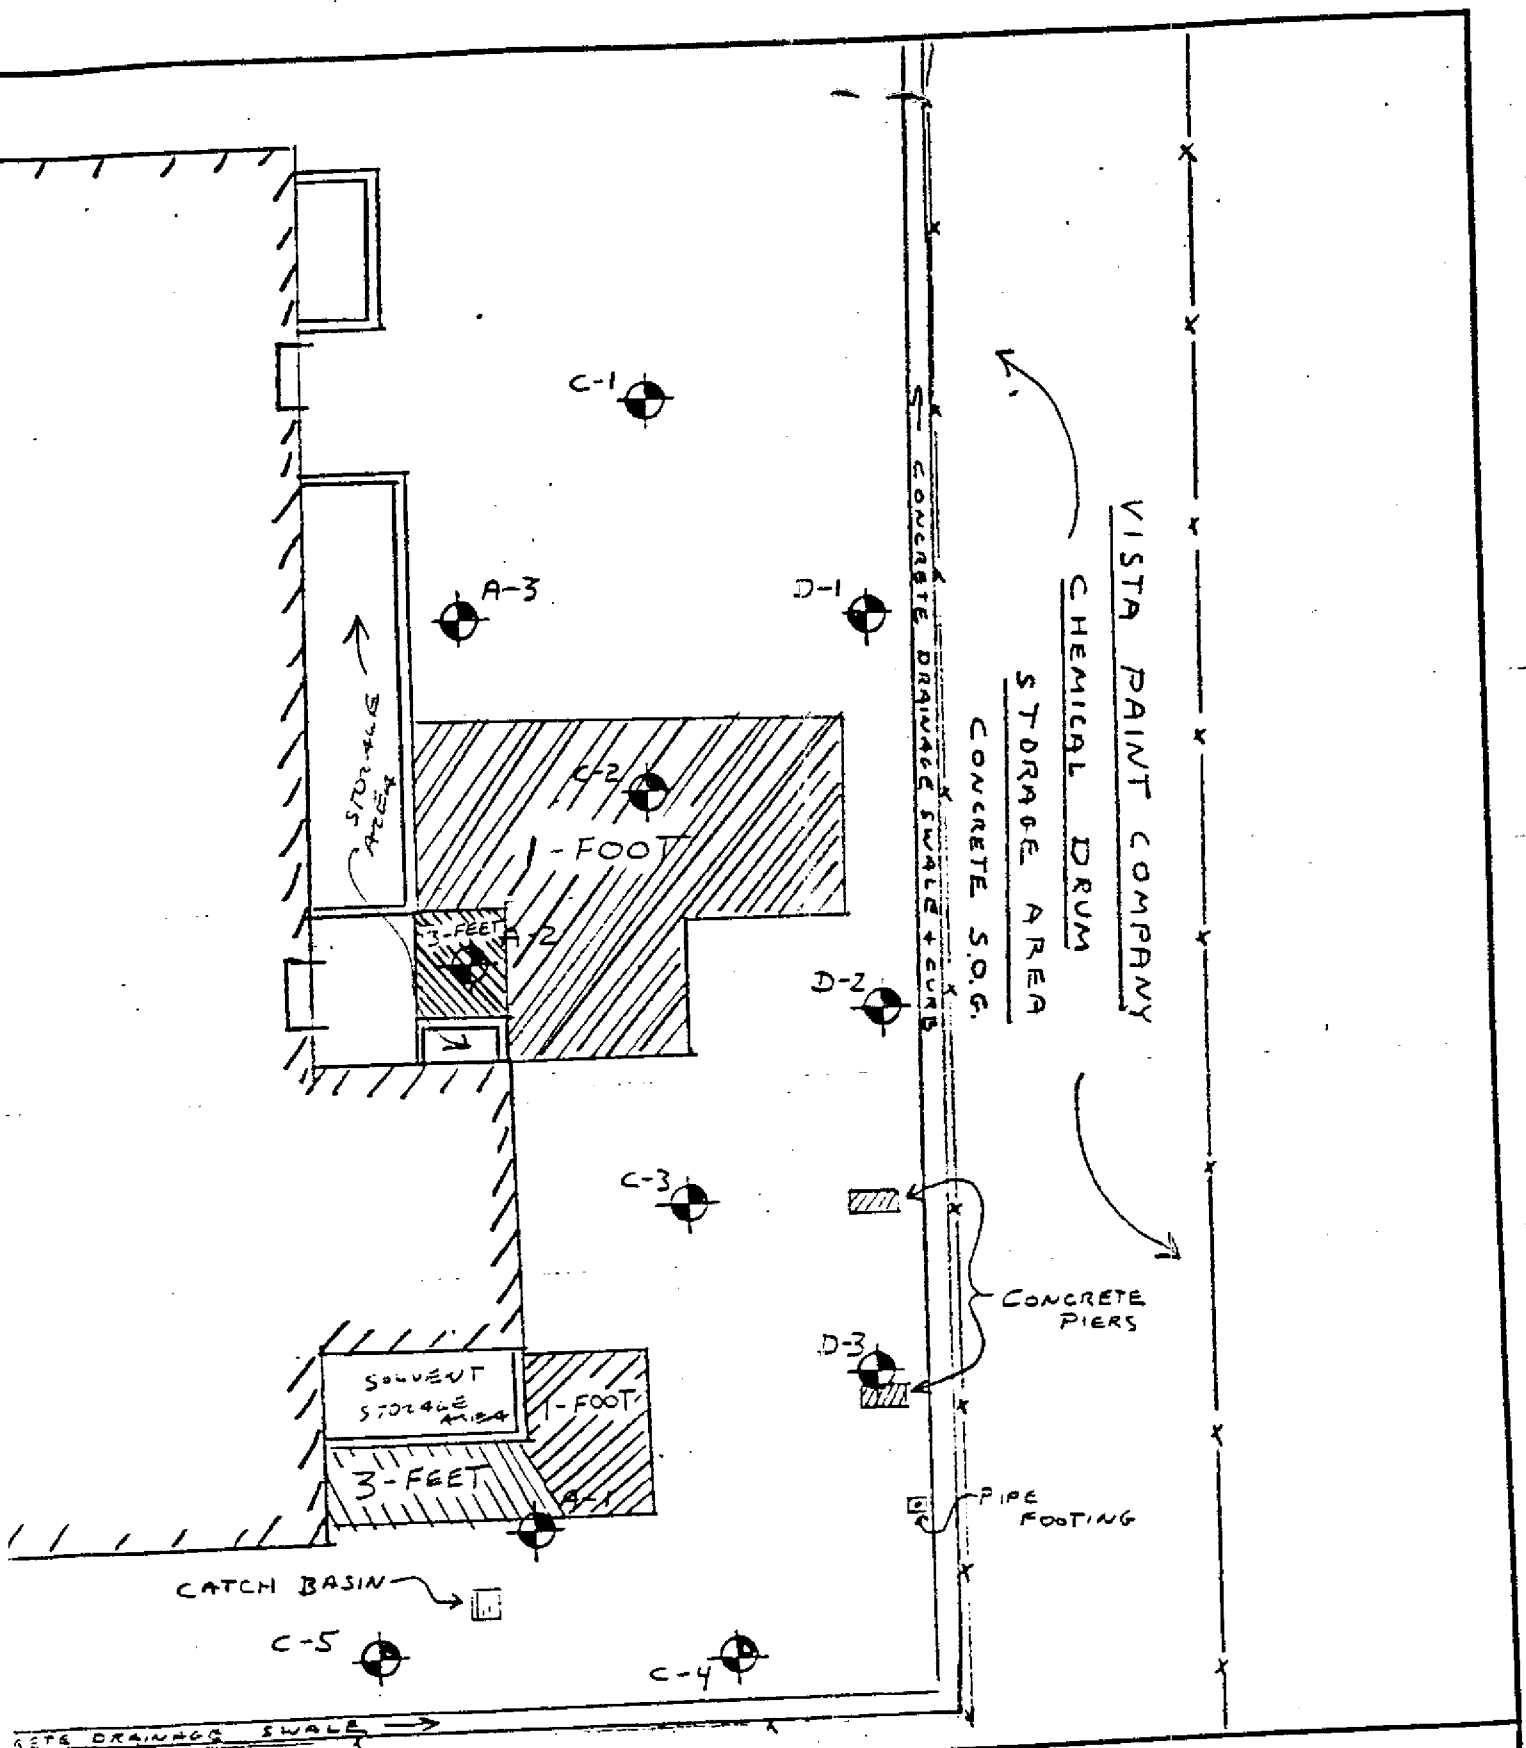 C-1
A-3
D-1
STORAGE
AREA
C-2
1-FOOT
3-FEET
A-2
D-2
CONCRETE DRAINAGE SWALE + CURB
VISTA PAINT COMPANY
CHEMICAL DRUM
STORAGE AREA
CONCRETE S.O.G.
C-3
CONCRETE
PIERS
D-3
SOLVENT
STORAGE
AREA
1-FOOT
3-FEET
A-1
PIPE
FOOTING
CATCH BASIN
C-5
C-4
RETE DRAINAGE SWALE